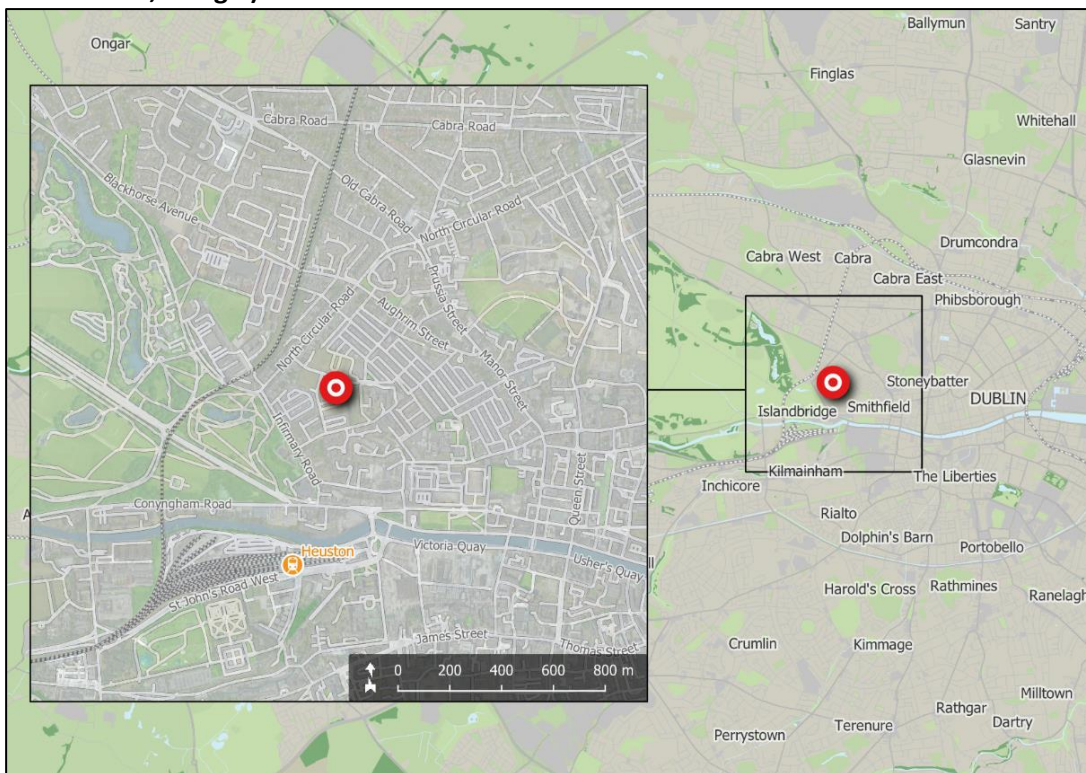 Ballymun
Santry
Ongar
Finglas
Whitehall
Glasnevin
Drumcondra
Cabra West
Cabra
Cabra East
Phibsborough
Stoneybatter
DUBLIN
Islandbridge
Smithfield
Kilmainham
The Liberties
Inchicore
Rialto
Dolphin's Barn
Portobello
Harold's Cross
Rathmines
Ranelagh
Crumlin
Kimmage
Milltown
Rathgar
Dartry
Terenure
Perrystown
Cabra Road
Cabra Road
Blackhorse Avenue
Old Cabra Road
North Circular Road
Prussia Street
North Circular Road
Aughrim Street
Manor Street
Infirmary Road
Queen Street
Conyngham Road
Victoria Quay
Heuston
Usher's Quay
St John's Road West
James Street
Thomas Street
0 200 400 600 800 m